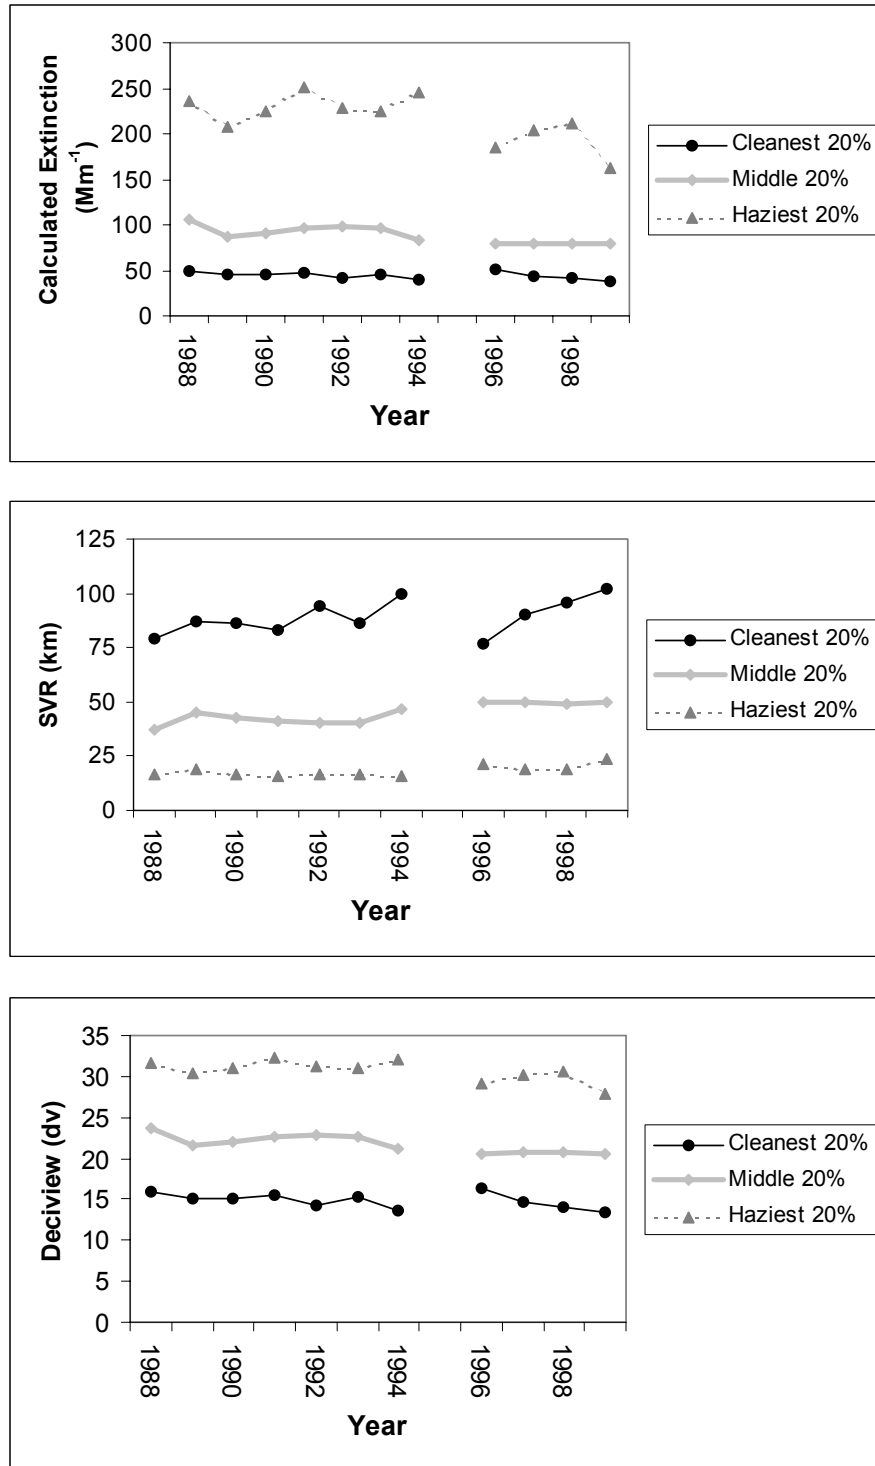 300
250
200
150
100
50
0
Calculated Extinction
(Mm-1)
1988
1990
1992
1994
1996
1998
Year
Cleanest 20%
Middle 20%
Haziest 20%
125
100
75
50
25
0
SVR (km)
1988
1990
1992
1994
1996
1998
Year
Cleanest 20%
Middle 20%
Haziest 20%
35
30
25
20
15
10
5
0
Deciview (dv)
1988
1990
1992
1994
1996
1998
Year
Cleanest 20%
Middle 20%
Haziest 20%